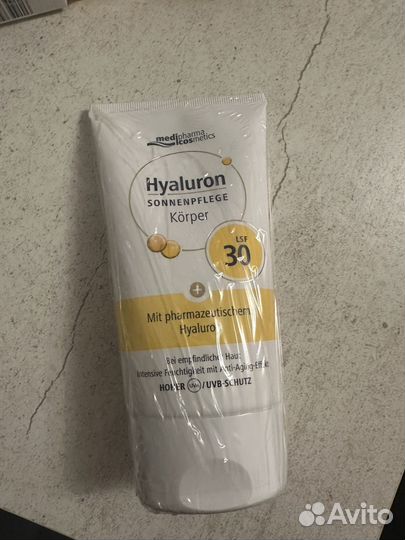 medipharma
cosmetics
Hyaluron
SONNENPFLEGE
Körper
LSF
30
+
Mit pharmazeutischem
Hyaluron
Bei empfindlicher Haut
Intensive Feuchtigkeit mit Anti-Aging-Effekt
HOHER UVA/UVB-SCHUTZ
Avito